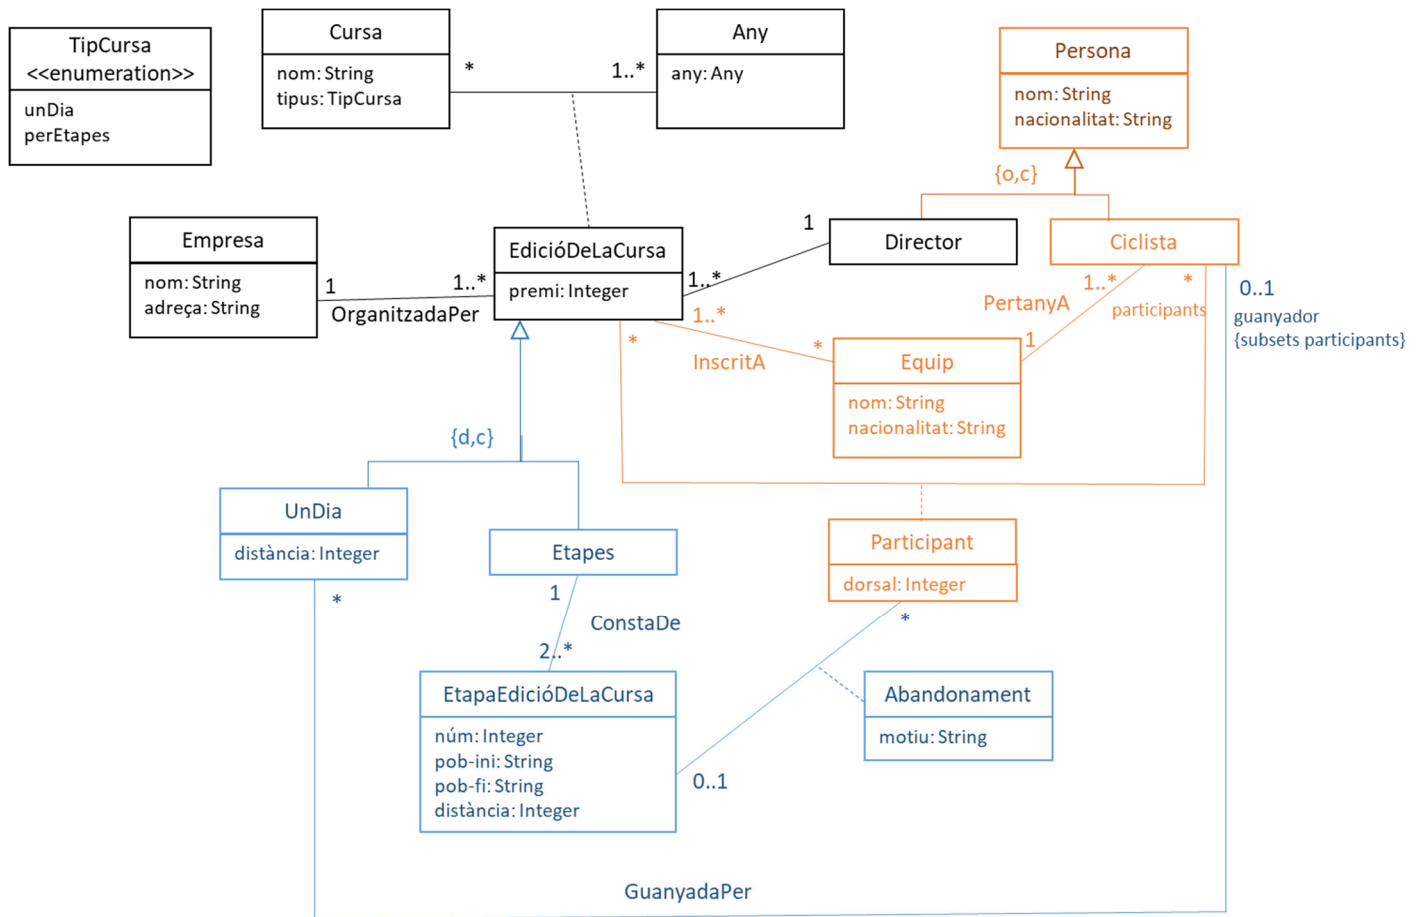 TipCursa
<<enumeration>>
unDia
perEtapes
Cursa
nom: String
tipus: TipCursa
*
1..*
Any
any: Any
Persona
nom: String
nacionalitat: String
{o,c}
Empresa
nom: String
adreça: String
1
1..*
OrganitzadaPer
EdicióDeLaCursa
premi: Integer
1
1..*
Director
Ciclista
1..*
*
PertanyA
participants
0..1
guanyador
{subsets participants}
1..*
*
InscritA
*
1
Equip
nom: String
nacionalitat: String
{d,c}
UnDia
distància: Integer
*
Etapes
1
ConstaDe
2..*
Participant
dorsal: Integer
*
EtapaEdicióDeLaCursa
núm: Integer
pob-ini: String
pob-fi: String
distància: Integer
0..1
Abandonament
motiu: String
GuanyadaPer